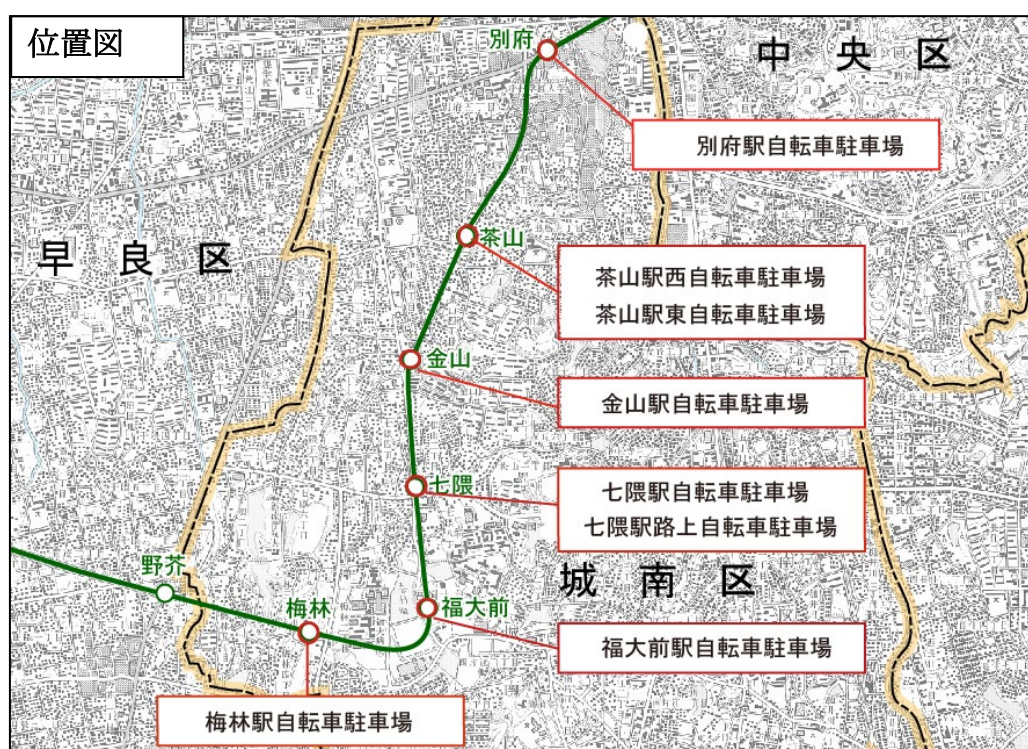 位置図
別府
中央区
別府駅自転車駐車場
早良区
茶山
茶山駅西自転車駐車場
茶山駅東自転車駐車場
金山
金山駅自転車駐車場
七隈
七隈駅自転車駐車場
七隈駅路上自転車駐車場
野芥
城南区
梅林
福大前
福大前駅自転車駐車場
梅林駅自転車駐車場